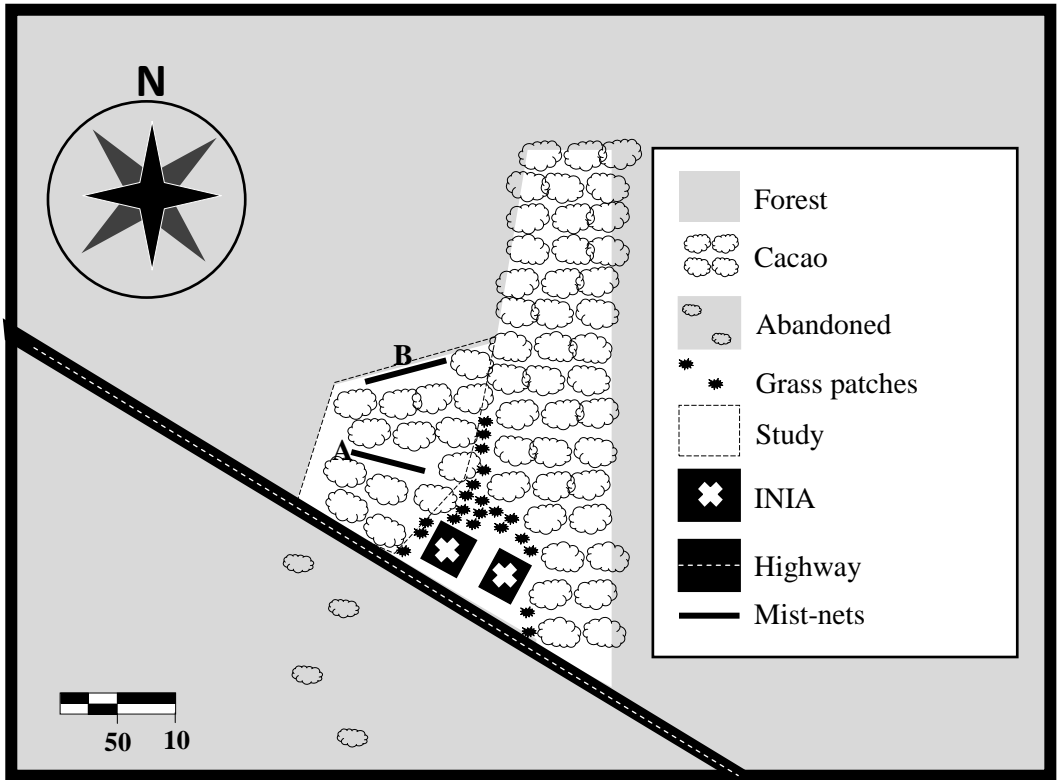 N
B
A
Forest
Cacao
Abandoned
Grass patches
Study
INIA
Highway
Mist-nets
50 10